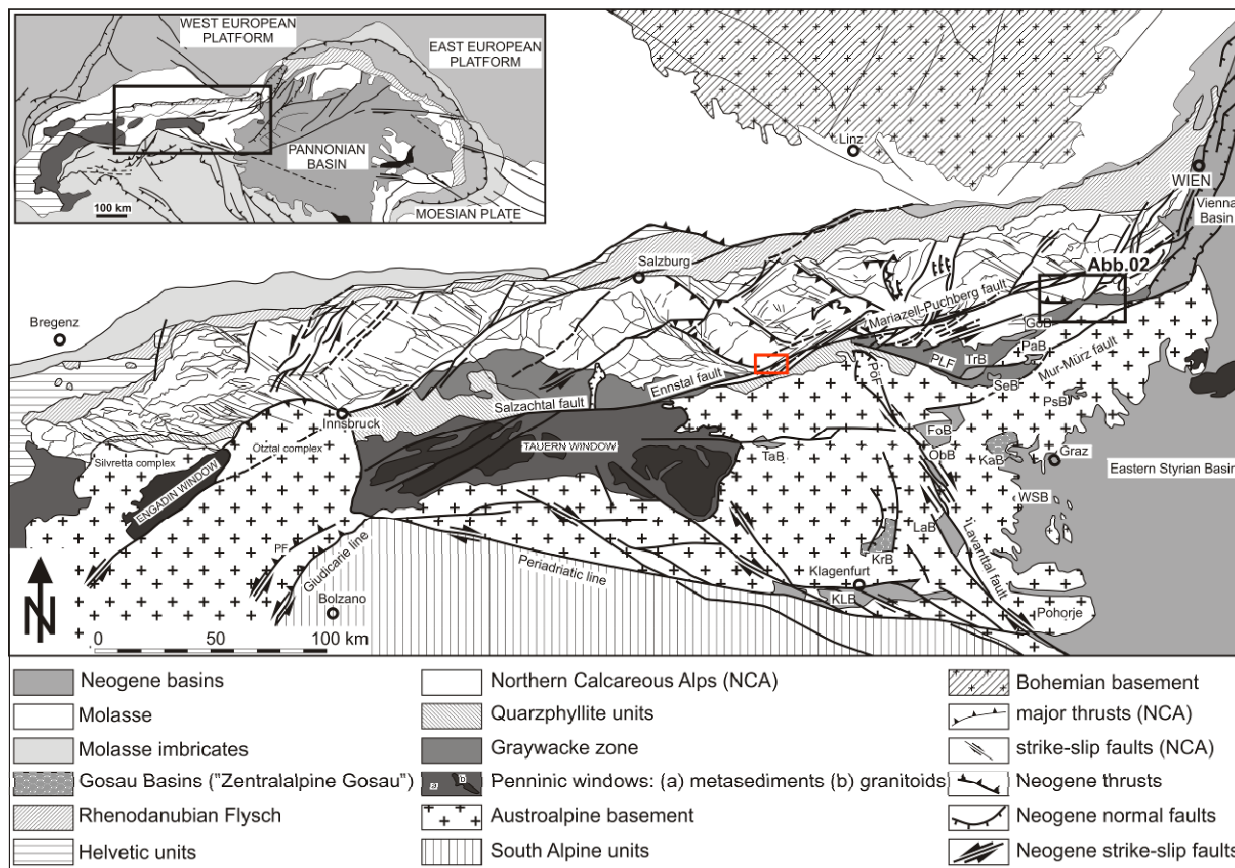 WEST EUROPEAN
PLATFORM
EAST EUROPEAN
PLATFORM
PANNONIAN
BASIN
MOESIAN PLATE
100 km
Linz
WIEN
Vienna
Basin
Salzburg
Abb.02
Mariazell-Puchberg fault
Bregenz
GöB
PaB
TrB
PLF
Mur-Mürz fault
SeB
PsB
PöF
Ennstal fault
Salzachtal fault
Innsbruck
FoB
ObB
KaB
Graz
TAUERN WINDOW
TaB
Silvretta complex
Ötztal complex
ENGADIN WINDOW
Eastern Styrian Basin
WSB
LaB
Lavanttal fault
KrB
PF
Giudicarie line
Periadriatic line
Klagenfurt
KLB
Pohorje
Bolzano
N
0 50 100 km
Neogene basins
Molasse
Molasse imbricates
Gosau Basins ("Zentralalpine Gosau")
Rhenodanubian Flysch
Helvetic units
Northern Calcareous Alps (NCA)
Quarzphyllite units
Graywacke zone
a b
Penninic windows: (a) metasediments (b) granitoids
Austroalpine basement
South Alpine units
Bohemian basement
major thrusts (NCA)
strike-slip faults (NCA)
Neogene thrusts
Neogene normal faults
Neogene strike-slip faults